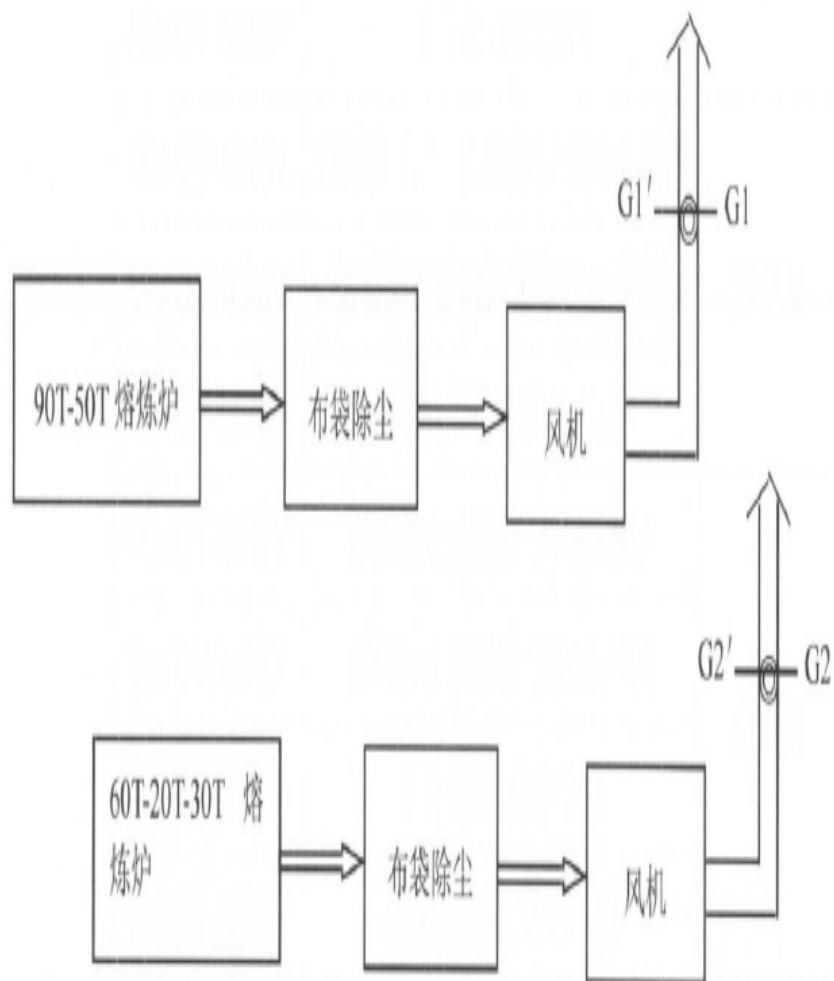 G1′ G1
90T-50T 熔炼炉
布袋除尘
风机
G2′ G2
60T-20T-30T 熔
炼炉
布袋除尘
风机